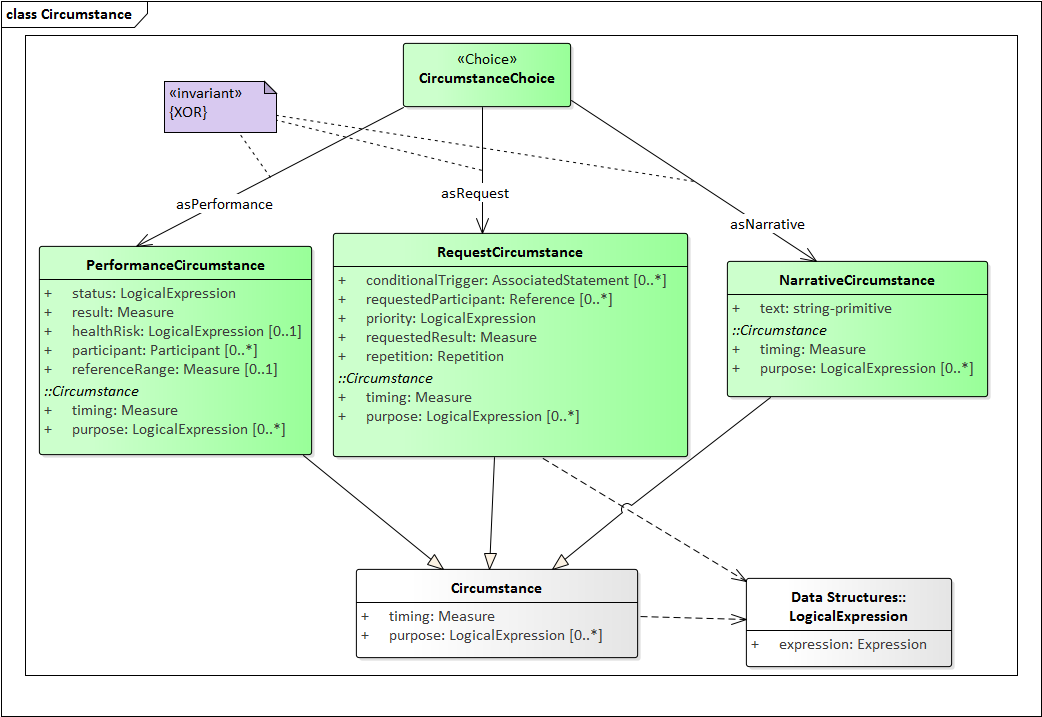 class Circumstance
«Choice»
CircumstanceChoice
«invariant»
{XOR}
asPerformance
asRequest
asNarrative
PerformanceCircumstance
+ status: LogicalExpression
+ result: Measure
+ healthRisk: LogicalExpression [0..1]
+ participant: Participant [0..*]
+ referenceRange: Measure [0..1]
::Circumstance
+ timing: Measure
+ purpose: LogicalExpression [0..*]
RequestCircumstance
+ conditionalTrigger: AssociatedStatement [0..*]
+ requestedParticipant: Reference [0..*]
+ priority: LogicalExpression
+ requestedResult: Measure
+ repetition: Repetition
::Circumstance
+ timing: Measure
+ purpose: LogicalExpression [0..*]
NarrativeCircumstance
+ text: string-primitive
::Circumstance
+ timing: Measure
+ purpose: LogicalExpression [0..*]
Circumstance
+ timing: Measure
+ purpose: LogicalExpression [0..*]
Data Structures::
LogicalExpression
+ expression: Expression